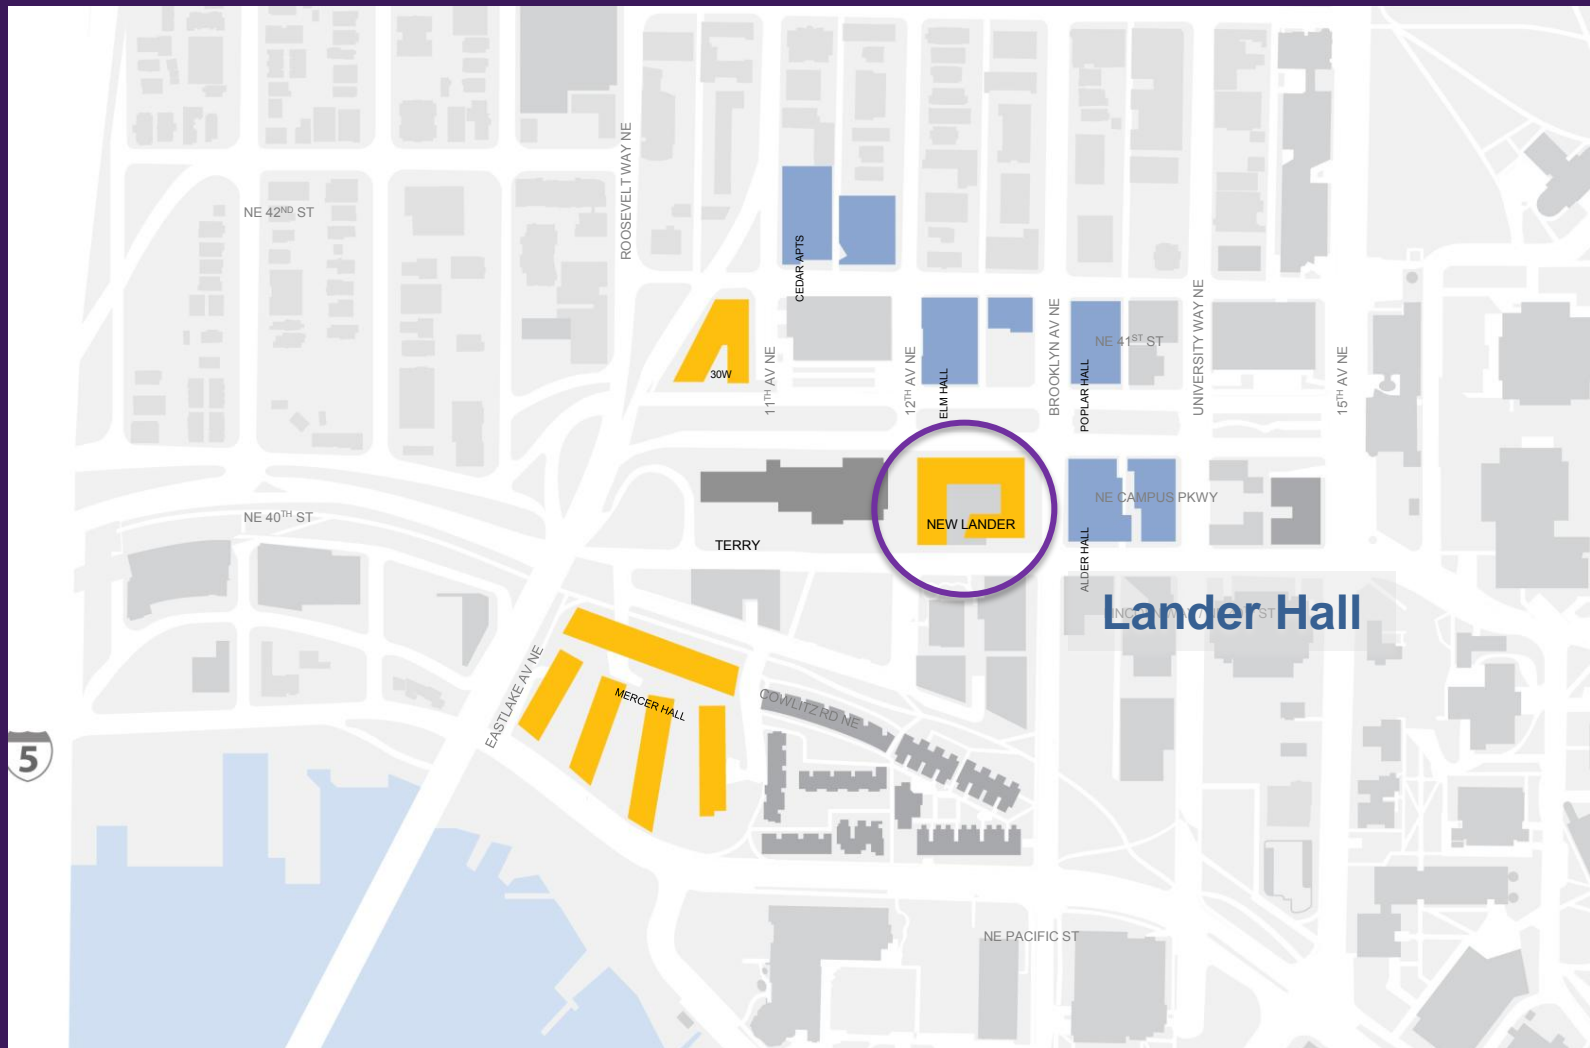 ROOSEVELT WAY NE
NE 42ND ST
CEDAR APTS
30W
11TH AV NE
12TH AV NE
ELM HALL
BROOKLYN AV NE
POPLAR HALL
NE 41ST ST
UNIVERSITY WAY NE
15TH AV NE
NE 40TH ST
TERRY
NEW LANDER
NE CAMPUS PKWY
ALDER HALL
Lander Hall
EASTLAKE AV NE
MERCER HALL
COWLITZ RD NE
5
NE PACIFIC ST